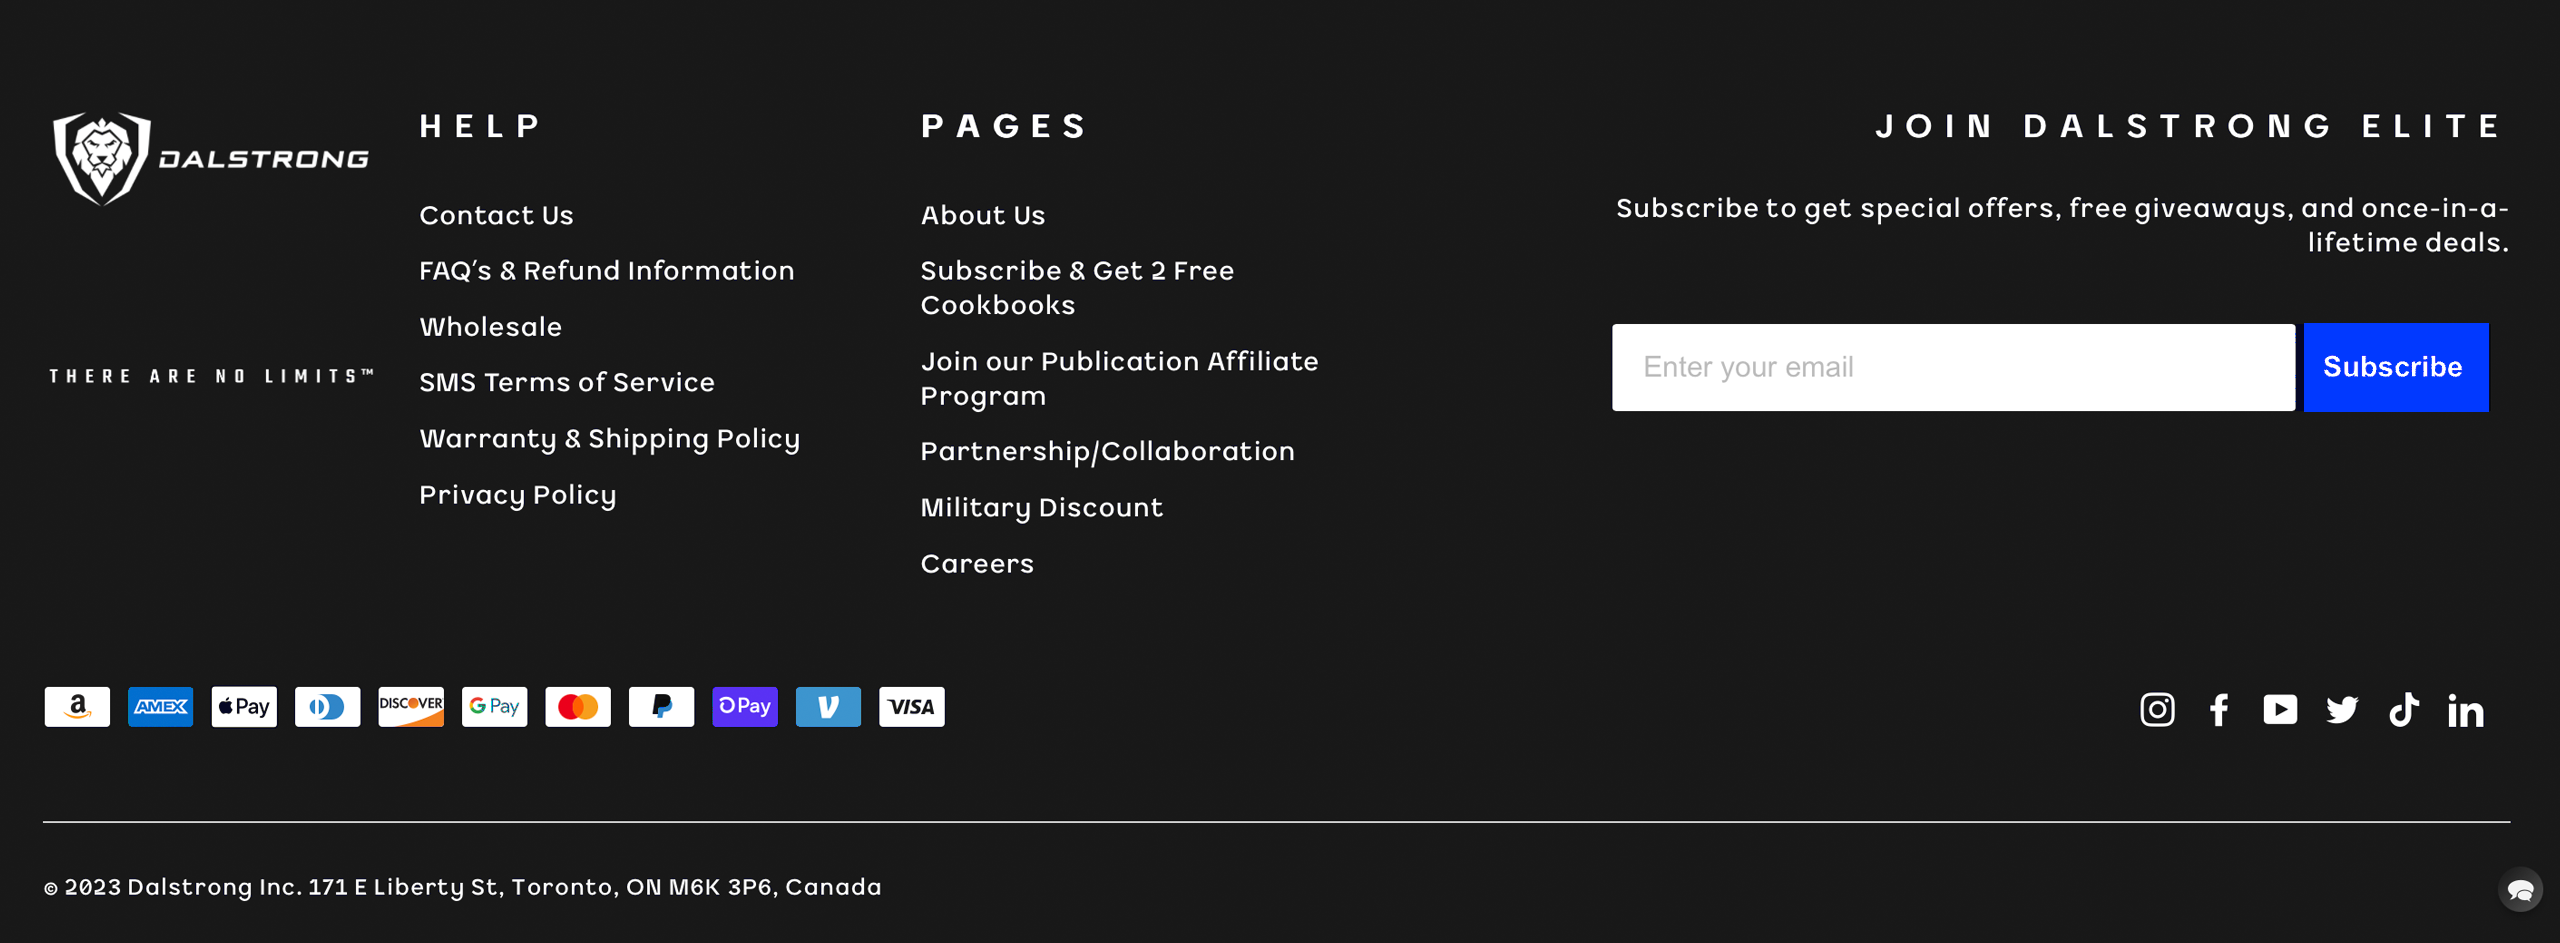 DALSTRONG
THERE ARE NO LIMITS™
HELP
Contact Us
FAQ's & Refund Information
Wholesale
SMS Terms of Service
Warranty & Shipping Policy
Privacy Policy
PAGES
About Us
Subscribe & Get 2 Free
Cookbooks
Join our Publication Affiliate
Program
Partnership/Collaboration
Military Discount
Careers
JOIN DALSTRONG ELITE
Subscribe to get special offers, free giveaways, and once-in-a-
lifetime deals.
Enter your email
Subscribe
a
AMEX
Pay
DISCOVER
G Pay
Pay
VISA
© 2023 Dalstrong Inc. 171 E Liberty St, Toronto, ON M6K 3P6, Canada